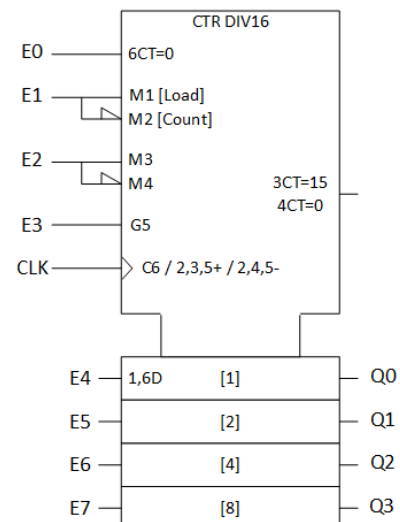 CTR DIV16
E0 6CT=0
E1 M1 [Load]
M2 [Count]
E2 M3
M4
3CT=15
4CT=0
E3 G5
CLK C6 / 2,3,5+ / 2,4,5-
E4 1,6D [1] Q0
E5 [2] Q1
E6 [4] Q2
E7 [8] Q3